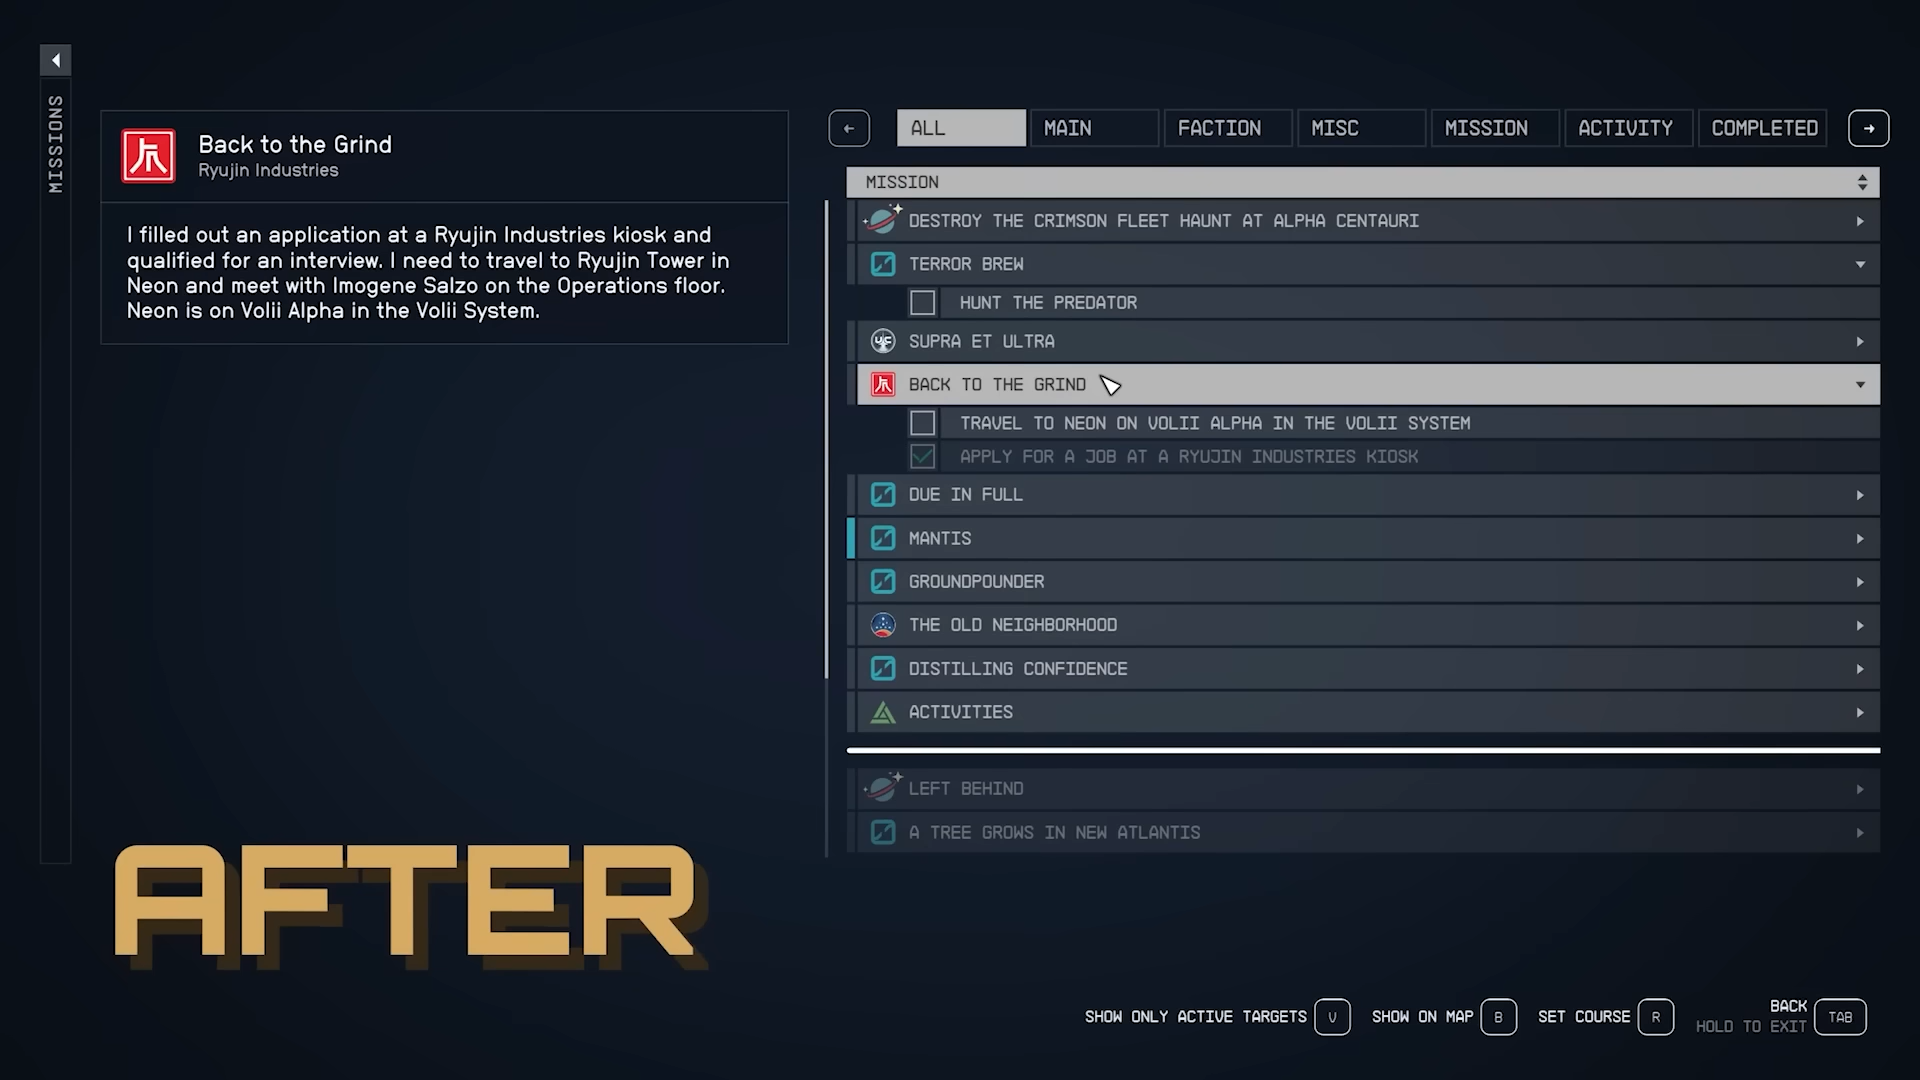 MISSIONS
Back to the Grind
Ryujin Industries
I filled out an application at a Ryujin Industries kiosk and
qualified for an interview. I need to travel to Ryujin Tower in
Neon and meet with Imogene Salzo on the Operations floor.
Neon is on Volii Alpha in the Volii System.
ALL
MAIN
FACTION
MISC
MISSION
ACTIVITY
COMPLETED
MISSION
DESTROY THE CRIMSON FLEET HAUNT AT ALPHA CENTAURI
TERROR BREW
HUNT THE PREDATOR
UC
SUPRA ET ULTRA
BACK TO THE GRIND
TRAVEL TO NEON ON VOLII ALPHA IN THE VOLII SYSTEM
APPLY FOR A JOB AT A RYUJIN INDUSTRIES KIOSK
DUE IN FULL
MANTIS
GROUNDPOUNDER
THE OLD NEIGHBORHOOD
DISTILLING CONFIDENCE
ACTIVITIES
LEFT BEHIND
A TREE GROWS IN NEW ATLANTIS
AFTER
SHOW ONLY ACTIVE TARGETS V
SHOW ON MAP B
SET COURSE R
BACK
HOLD TO EXIT
TAB